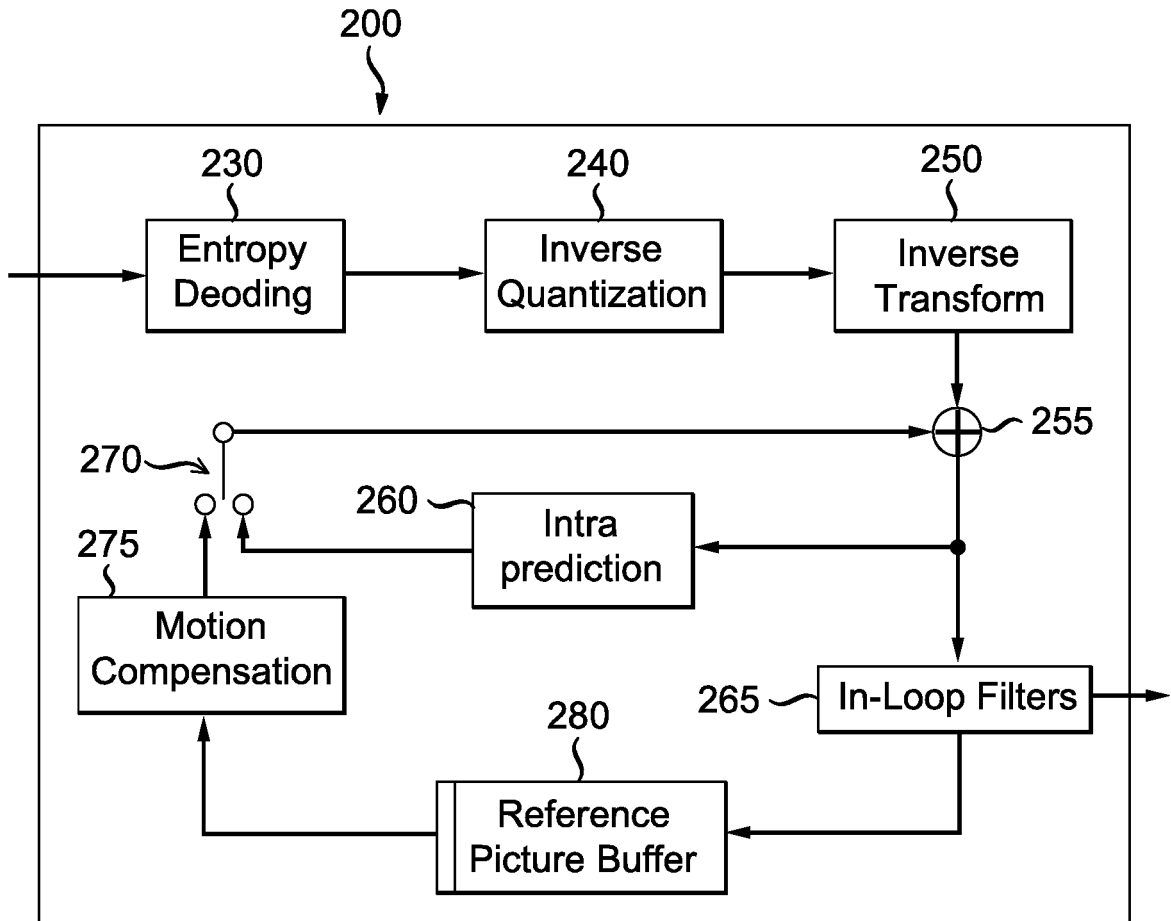 200
230
240
250
Entropy
Deoding
Inverse
Quantization
Inverse
Transform
255
270
260
Intra
prediction
275
Motion
Compensation
265
In-Loop Filters
280
Reference
Picture Buffer